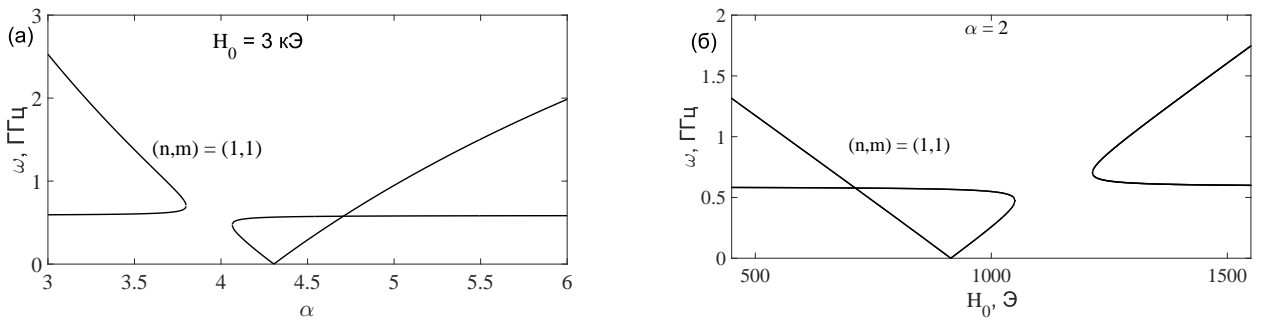 (а)
H0 = 3 кЭ
3
2
1
0
ω, ГГц
(n,m) = (1,1)
3 3.5 4 4.5 5 5.5 6
α
(б)
α = 2
2
1.5
1
0.5
0
ω, ГГц
(n,m) = (1,1)
500 1000 1500
H0, Э